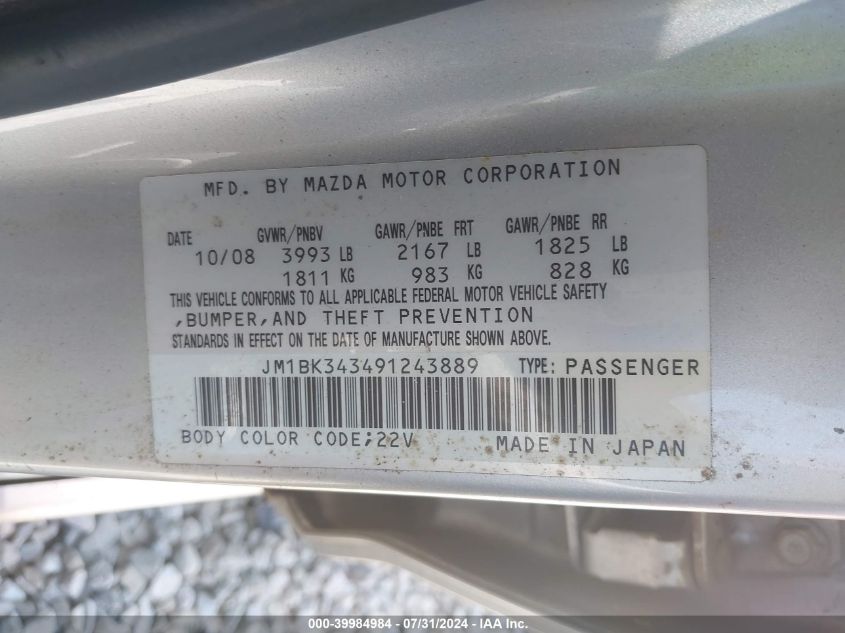 MFD. BY MAZDA MOTOR CORPORATION
DATE GVWR/PNBV GAWR/PNBE FRT GAWR/PNBE RR
10/08 3993 LB 2167 LB 1825 LB
1811 KG 983 KG 828 KG
THIS VEHICLE CONFORMS TO ALL APPLICABLE FEDERAL MOTOR VEHICLE SAFETY
,BUMPER,AND THEFT PREVENTION
STANDARDS IN EFFECT ON THE DATE OF MANUFACTURE SHOWN ABOVE.
JM1BK343491243889 TYPE: PASSENGER
BODY COLOR CODE;22V MADE IN JAPAN
000-39984984 / 07/31/2024 - IAA Inc.